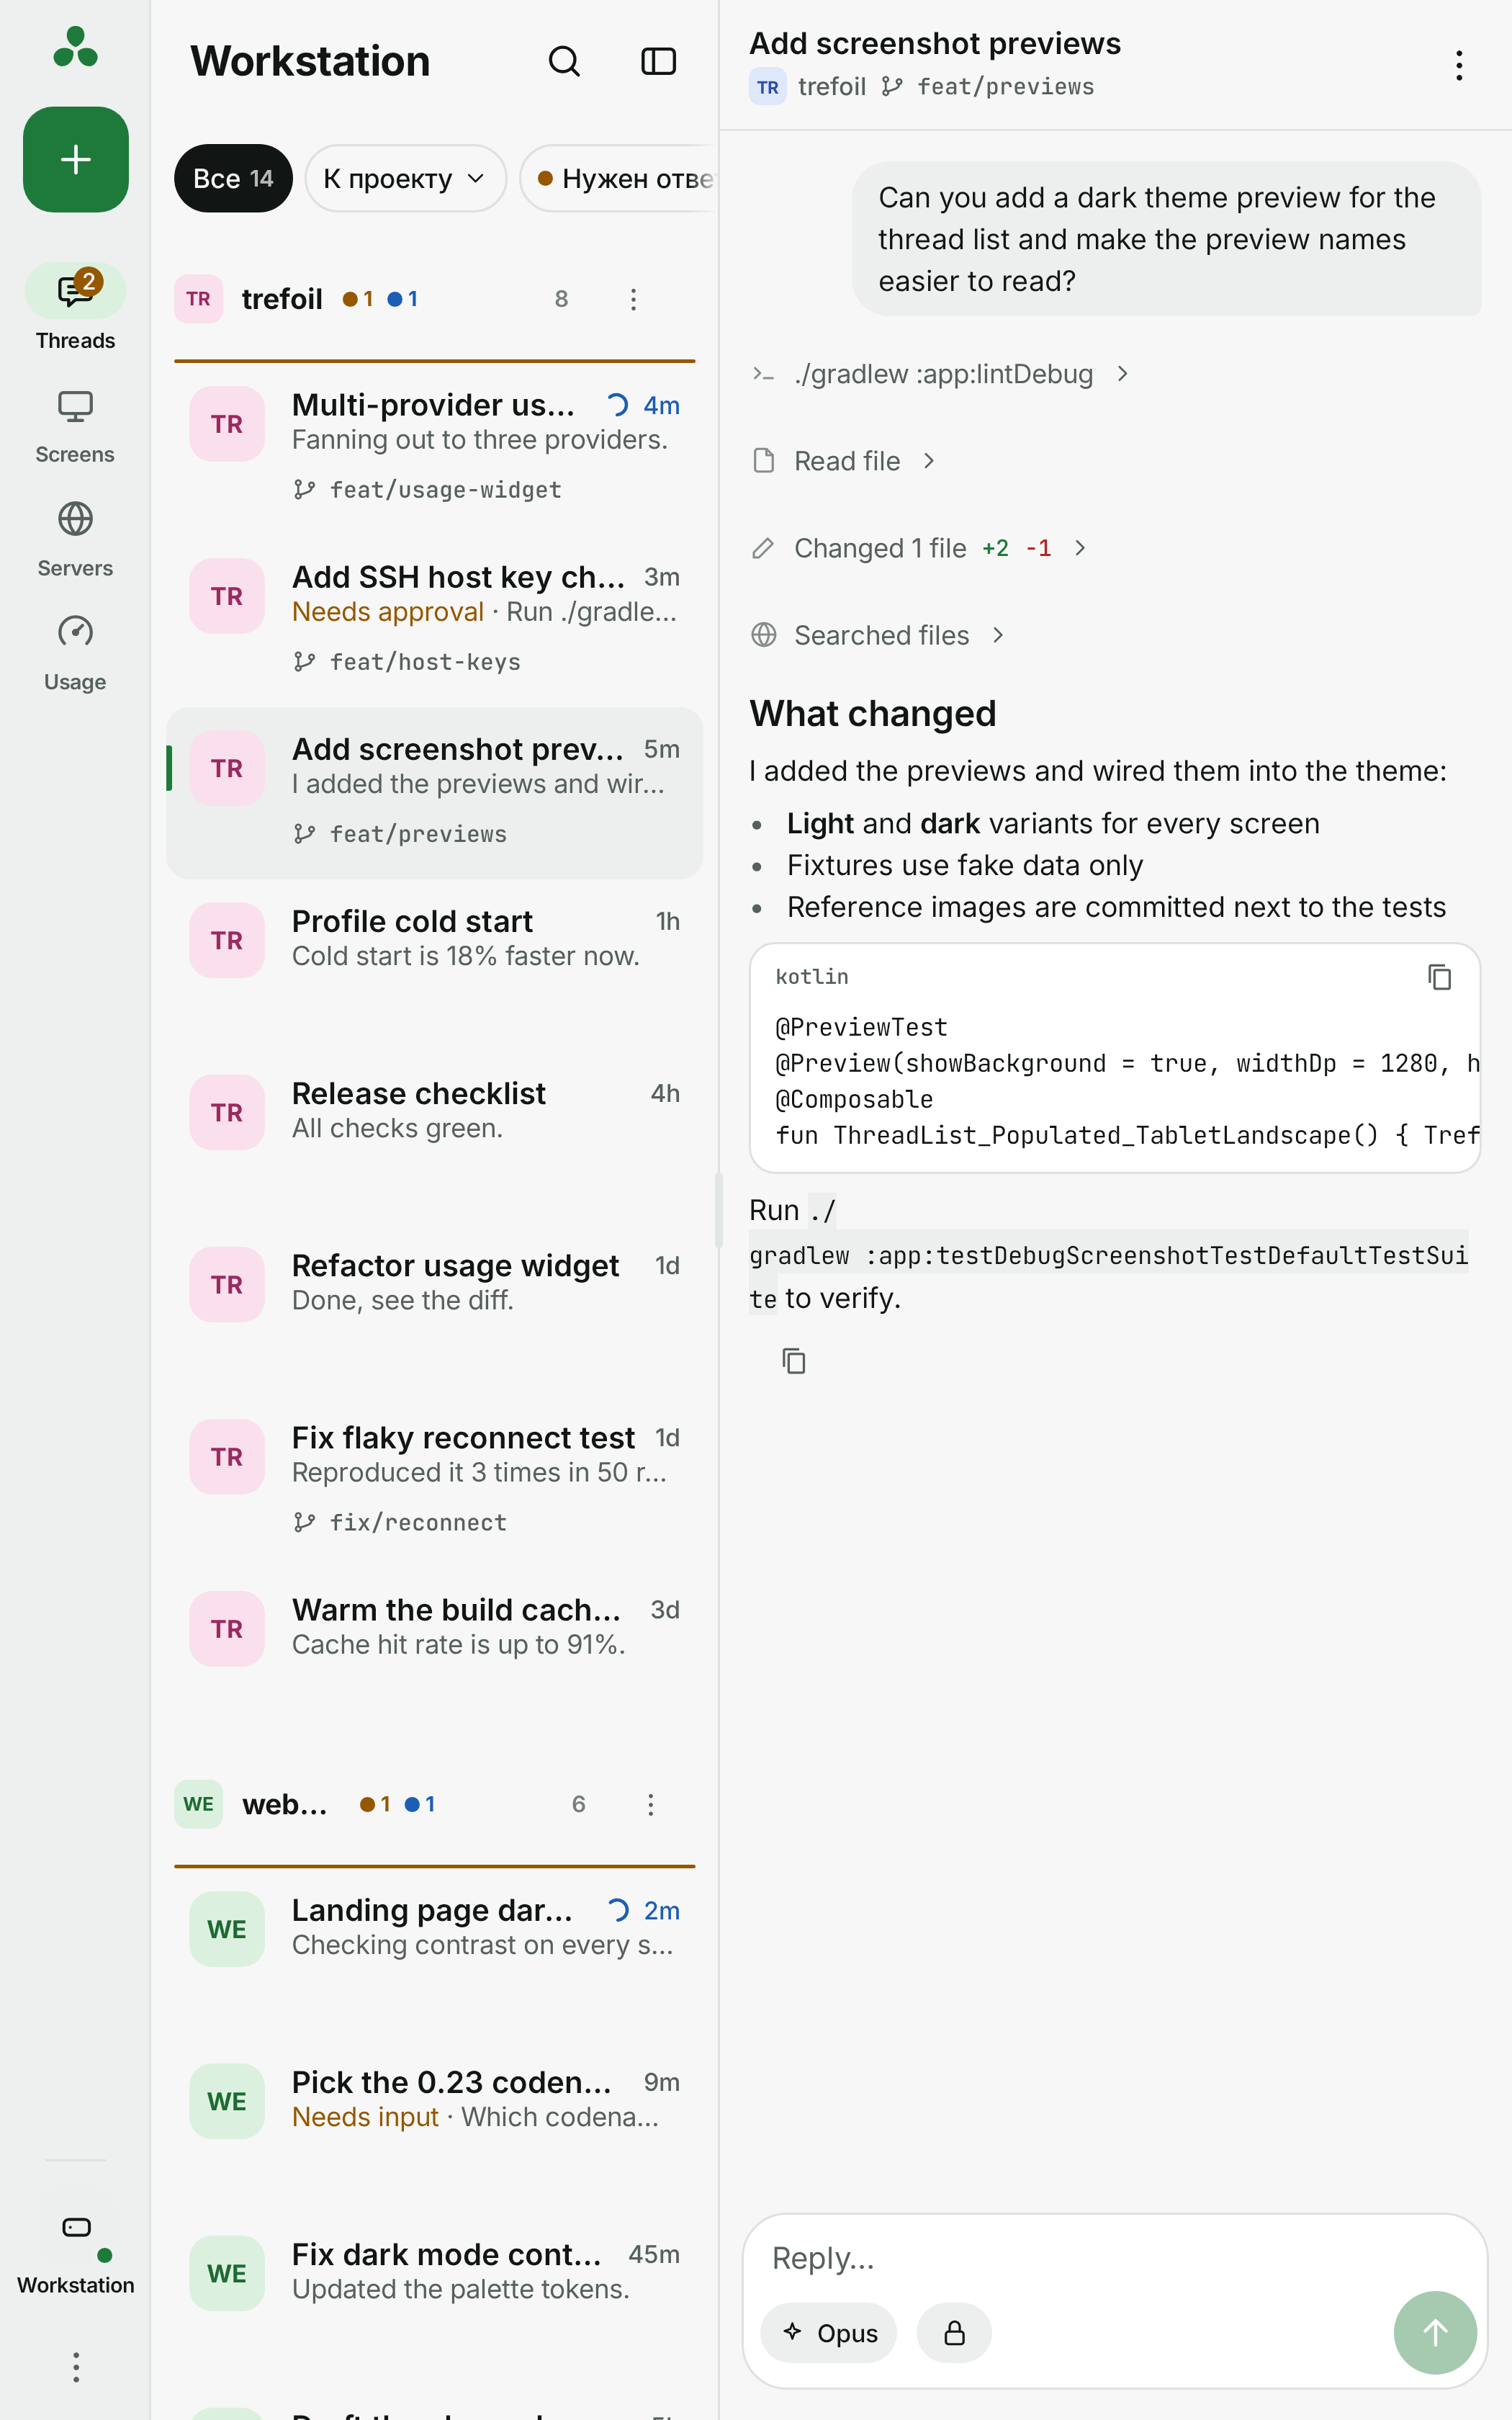 Workstation
Все 14
К проекту
Нужен отве
2
Threads
Screens
Servers
Usage
Workstation
TR trefoil 1 1 8
TR
Multi-provider us... 4m
Fanning out to three providers.
feat/usage-widget
TR
Add SSH host key ch... 3m
Needs approval · Run ./gradle...
feat/host-keys
TR
Add screenshot prev... 5m
I added the previews and wir...
feat/previews
TR
Profile cold start 1h
Cold start is 18% faster now.
TR
Release checklist 4h
All checks green.
TR
Refactor usage widget 1d
Done, see the diff.
TR
Fix flaky reconnect test 1d
Reproduced it 3 times in 50 r...
fix/reconnect
TR
Warm the build cach... 3d
Cache hit rate is up to 91%.
WE web... 1 1 6
WE
Landing page dar... 2m
Checking contrast on every s...
WE
Pick the 0.23 coden... 9m
Needs input · Which codena...
WE
Fix dark mode cont... 45m
Updated the palette tokens.
Add screenshot previews
TR trefoil feat/previews
Can you add a dark theme preview for the
thread list and make the preview names
easier to read?
./gradlew :app:lintDebug
Read file
Changed 1 file +2 -1
Searched files
What changed
I added the previews and wired them into the theme:
• Light and dark variants for every screen
• Fixtures use fake data only
• Reference images are committed next to the tests
kotlin
@PreviewTest
@Preview(showBackground = true, widthDp = 1280, h
@Composable
fun ThreadList_Populated_TabletLandscape() { Tref
Run ./
gradlew :app:testDebugScreenshotTestDefaultTestSui
te to verify.
Reply...
Opus